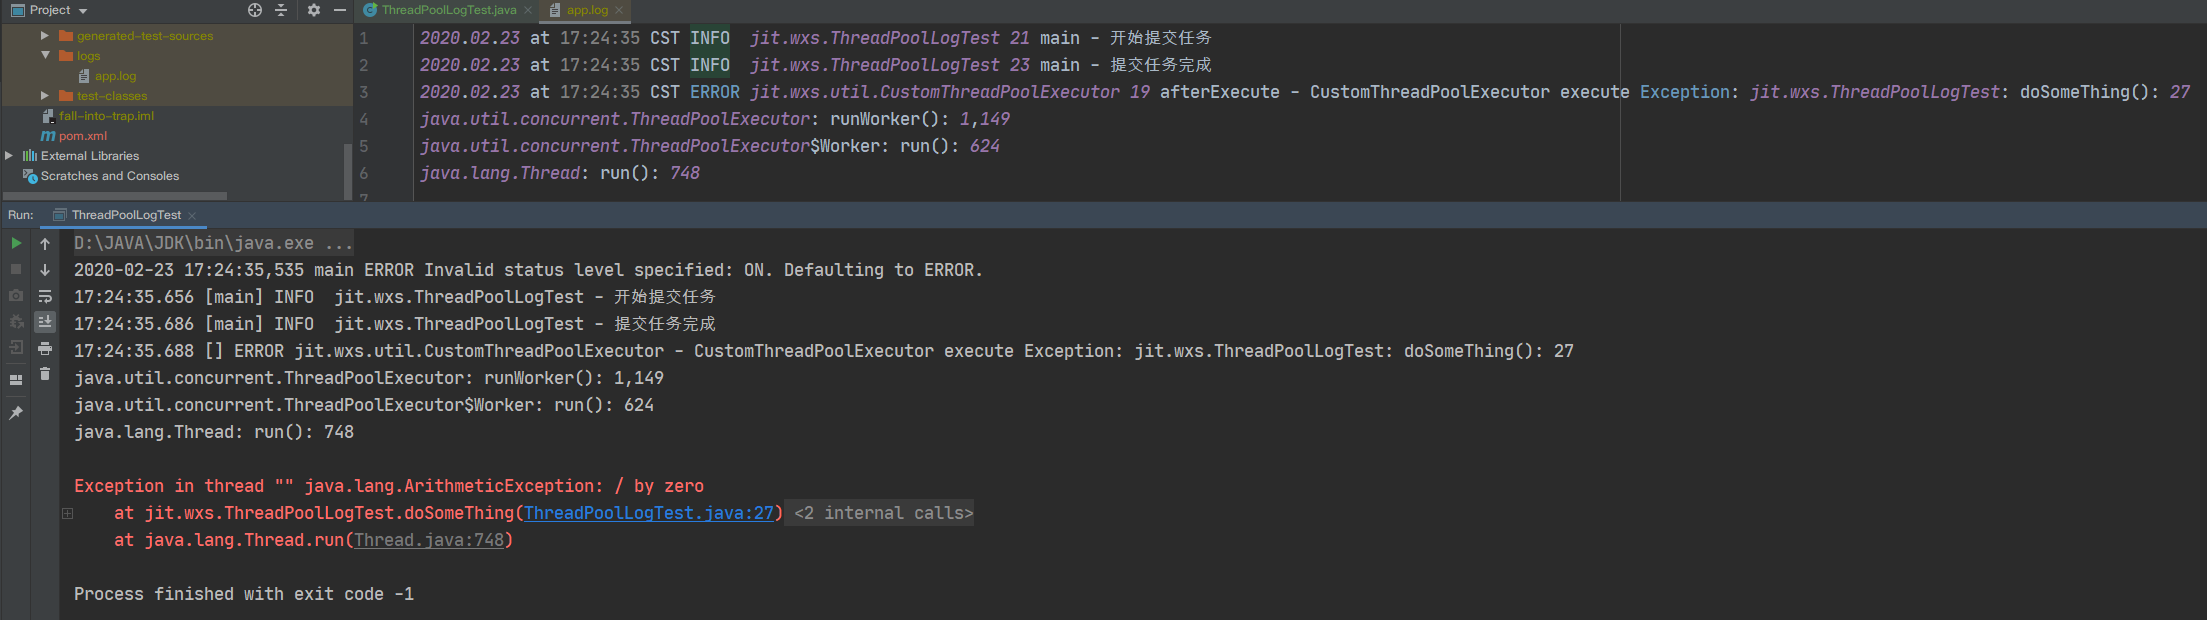 Project
generated-test-sources
logs
app.log
test-classes
fall-into-trap.iml
pom.xml
External Libraries
Scratches and Consoles
ThreadPoolLogTest.java
app.log
1 2020.02.23 at 17:24:35 CST INFO  jit.wxs.ThreadPoolLogTest 21 main - 开始提交任务
2 2020.02.23 at 17:24:35 CST INFO  jit.wxs.ThreadPoolLogTest 23 main - 提交任务完成
3 2020.02.23 at 17:24:35 CST ERROR jit.wxs.util.CustomThreadPoolExecutor 19 afterExecute - CustomThreadPoolExecutor execute Exception: jit.wxs.ThreadPoolLogTest: doSomeThing(): 27
4 java.util.concurrent.ThreadPoolExecutor: runWorker(): 1,149
5 java.util.concurrent.ThreadPoolExecutor$Worker: run(): 624
6 java.lang.Thread: run(): 748
7
Run: ThreadPoolLogTest
D:\JAVA\JDK\bin\java.exe ...
2020-02-23 17:24:35,535 main ERROR Invalid status level specified: ON. Defaulting to ERROR.
17:24:35.656 [main] INFO  jit.wxs.ThreadPoolLogTest - 开始提交任务
17:24:35.686 [main] INFO  jit.wxs.ThreadPoolLogTest - 提交任务完成
17:24:35.688 [] ERROR jit.wxs.util.CustomThreadPoolExecutor - CustomThreadPoolExecutor execute Exception: jit.wxs.ThreadPoolLogTest: doSomeThing(): 27
java.util.concurrent.ThreadPoolExecutor: runWorker(): 1,149
java.util.concurrent.ThreadPoolExecutor$Worker: run(): 624
java.lang.Thread: run(): 748
Exception in thread "" java.lang.ArithmeticException: / by zero
at jit.wxs.ThreadPoolLogTest.doSomeThing(ThreadPoolLogTest.java:27) <2 internal calls>
at java.lang.Thread.run(Thread.java:748)
Process finished with exit code -1